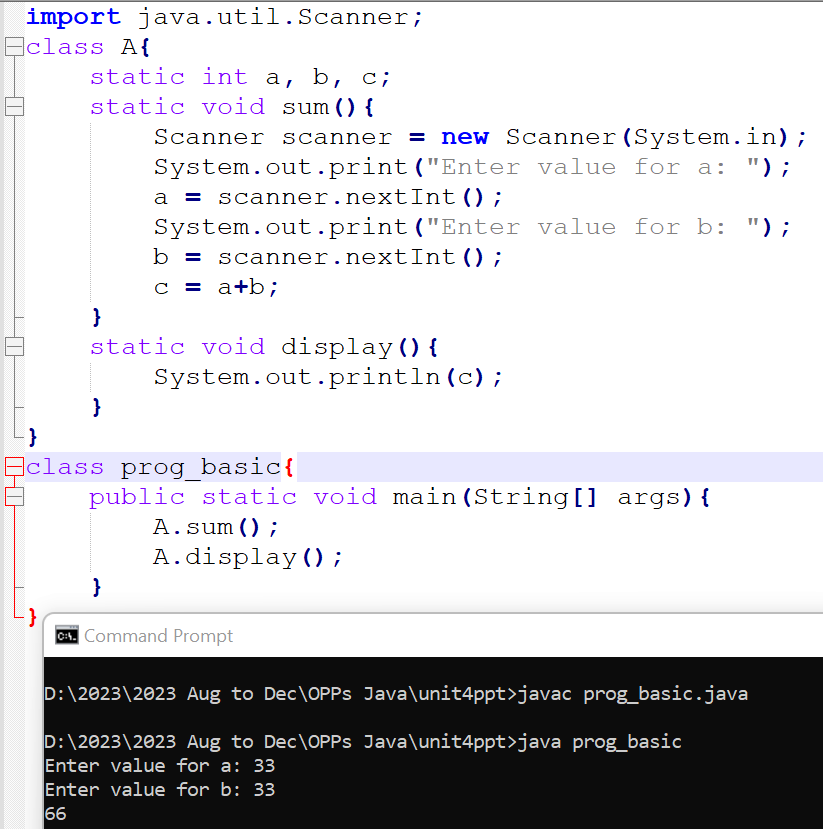 import java.util.Scanner;
class A{
    static int a, b, c;
    static void sum(){
        Scanner scanner = new Scanner(System.in);
        System.out.print("Enter value for a: ");
        a = scanner.nextInt();
        System.out.print("Enter value for b: ");
        b = scanner.nextInt();
        c = a+b;
    }
    static void display(){
        System.out.println(c);
    }
}
class prog_basic{
    public static void main(String[] args){
        A.sum();
        A.display();
    }
}
C:\. Command Prompt
D:\2023\2023 Aug to Dec\OPPs Java\unit4ppt>javac prog_basic.java
D:\2023\2023 Aug to Dec\OPPs Java\unit4ppt>java prog_basic
Enter value for a: 33
Enter value for b: 33
66